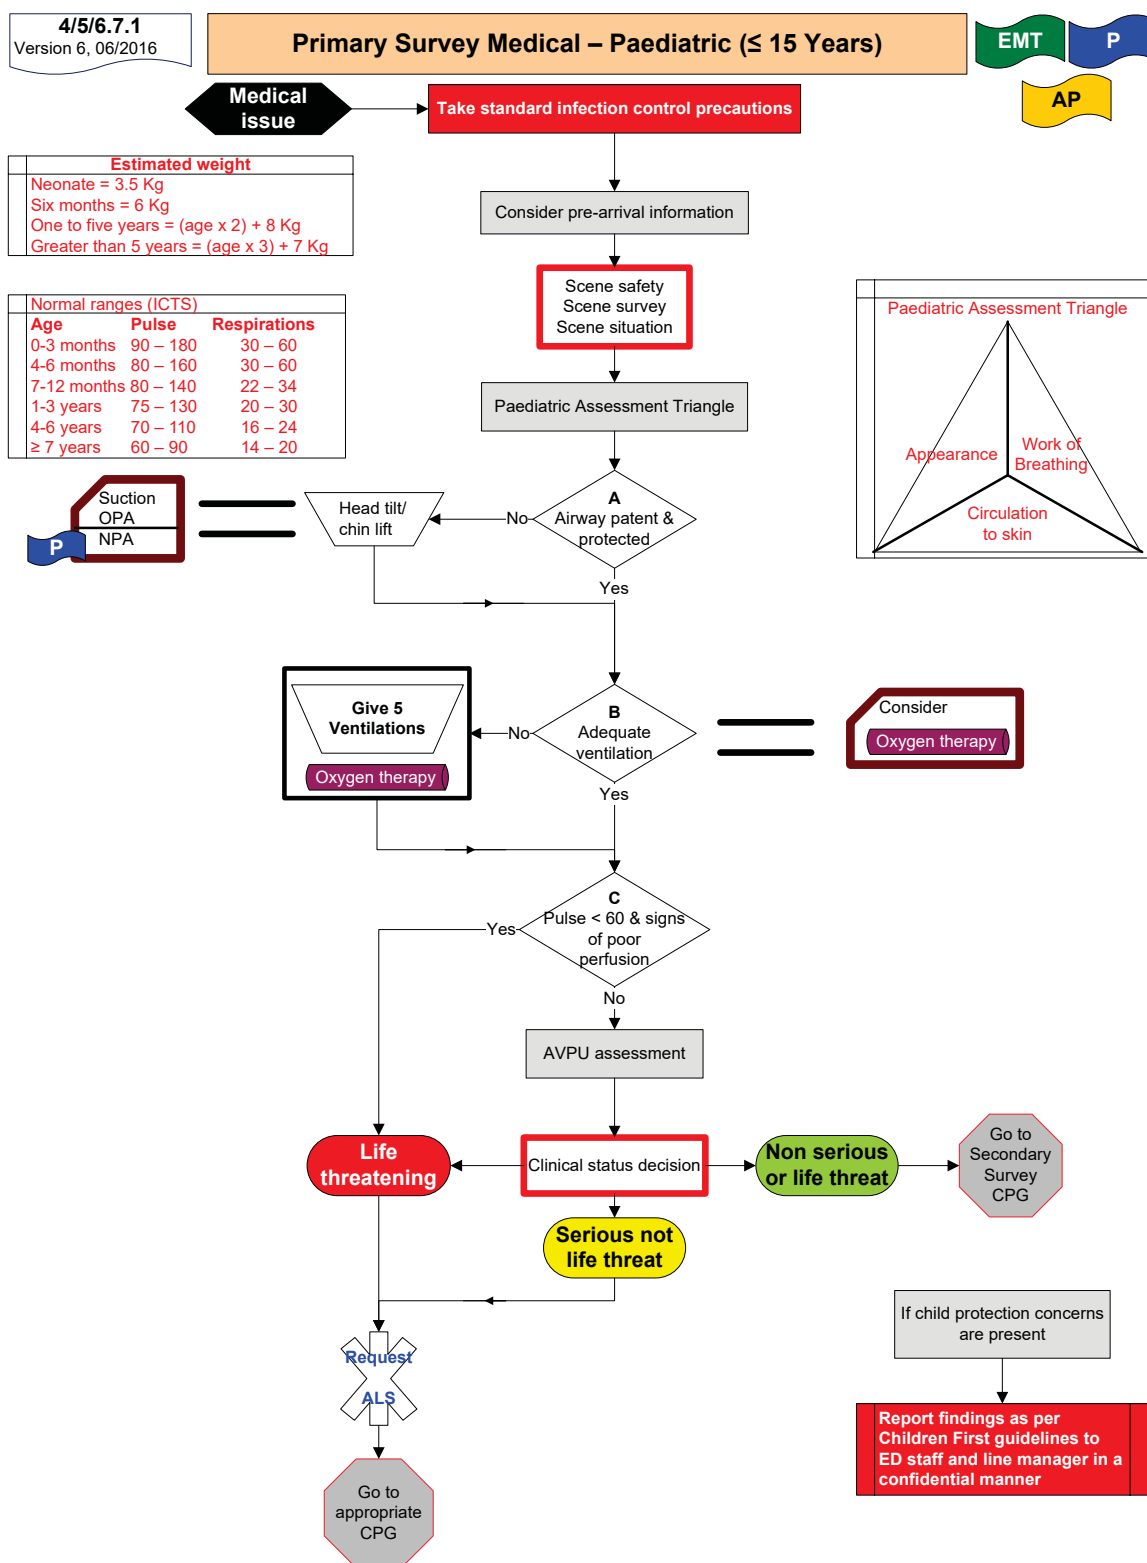 4/5/6.7.1
Version 6, 06/2016
Primary Survey Medical – Paediatric (≤ 15 Years)
EMT
P
AP
Medical
issue
Take standard infection control precautions
Estimated weight
Neonate = 3.5 Kg
Six months = 6 Kg
One to five years = (age x 2) + 8 Kg
Greater than 5 years = (age x 3) + 7 Kg
Consider pre-arrival information
Scene safety
Scene survey
Scene situation
Normal ranges (ICTS)
Age Pulse Respirations
0-3 months 90 – 180 30 – 60
4-6 months 80 – 160 30 – 60
7-12 months 80 – 140 22 – 34
1-3 years 75 – 130 20 – 30
4-6 years 70 – 110 16 – 24
≥ 7 years 60 – 90 14 – 20
Paediatric Assessment Triangle
Appearance
Work of
Breathing
Circulation
to skin
Paediatric Assessment Triangle
A
Airway patent &
protected
No
Head tilt/
chin lift
Suction
OPA
NPA
P
Yes
B
Adequate
ventilation
No
Give 5
Ventilations
Oxygen therapy
Consider
Oxygen therapy
Yes
C
Pulse < 60 & signs
of poor
perfusion
Yes
No
AVPU assessment
Life
threatening
Clinical status decision
Non serious
or life threat
Go to
Secondary
Survey
CPG
Serious not
life threat
Request
ALS
Go to
appropriate
CPG
If child protection concerns
are present
Report findings as per
Children First guidelines to
ED staff and line manager in a
confidential manner